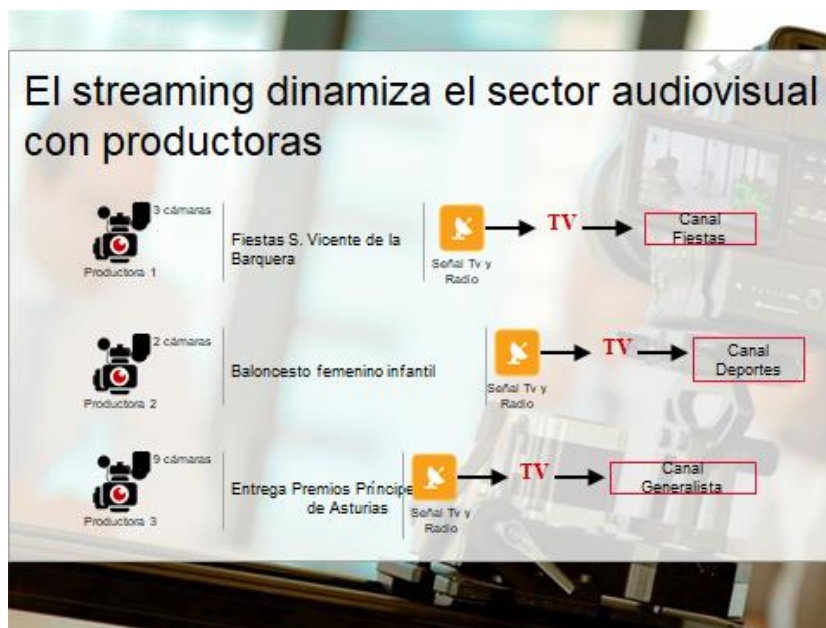 El streaming dinamiza el sector audiovisual
con productoras
3 cámaras
Productora 1
Fiestas S. Vicente de la
Barquera
Señal Tv y
Radio
TV
Canal
Fiestas
2 cámaras
Productora 2
Baloncesto femenino infantil
Señal Tv y
Radio
TV
Canal
Deportes
9 cámaras
Productora 3
Entrega Premios Príncipe
de Asturias
Señal Tv y
Radio
TV
Canal
Generalista